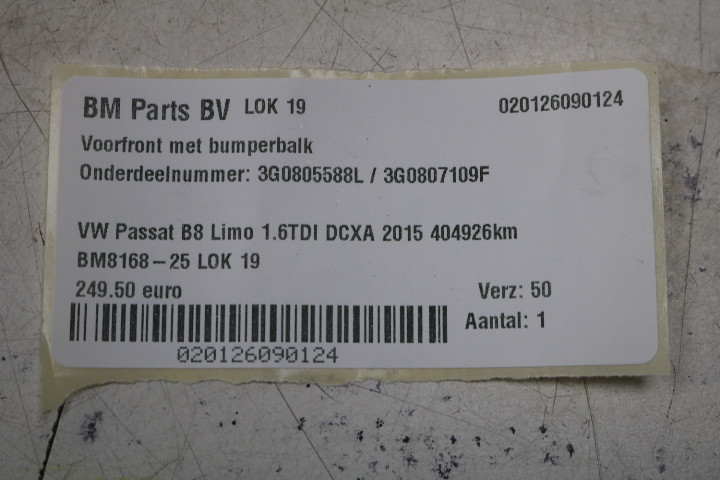 BM Parts BV LOK 19 020126090124
Voorfront met bumperbalk
Onderdeelnummer: 3G0805588L / 3G0807109F
VW Passat B8 Limo 1.6TDI DCXA 2015 404926km
BM8168-25 LOK 19
249.50 euro Verz: 50
Aantal: 1
020126090124